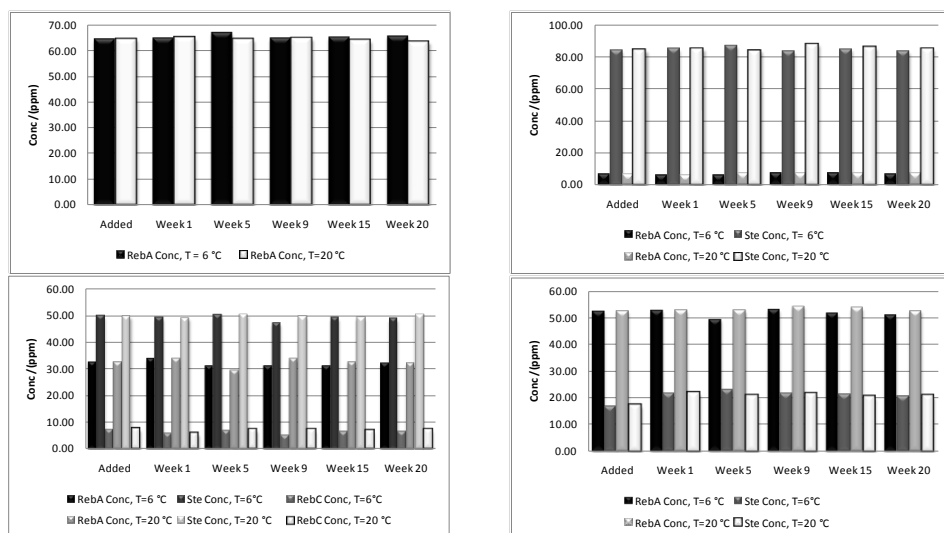 70.00
60.00
50.00
40.00
30.00
20.00
10.00
0.00
Conc /(ppm)
Added Week 1 Week 5 Week 9 Week 15 Week 20
RebA Conc, T = 6 °C RebA Conc, T=20 °C
100.00
80.00
60.00
40.00
20.00
0.00
Conc /(ppm)
Added Week 1 Week 5 Week 9 Week 15 Week 20
RebA Conc, T=6 °C Ste Conc, T= 6°C
RebA Conc, T=20 °C Ste Conc, T=20 °C
60.00
50.00
40.00
30.00
20.00
10.00
0.00
Conc /(ppm)
Added Week 1 Week 5 Week 9 Week 15 Week 20
RebA Conc, T=6 °C Ste Conc, T=6°C RebC Conc, T=6°C
RebA Conc, T=20 °C Ste Conc, T=20 °C RebC Conc, T=20 °C
60.00
50.00
40.00
30.00
20.00
10.00
0.00
Conc /(ppm)
Added Week 1 Week 5 Week 9 Week 15 Week 20
RebA Conc, T=6 °C Ste Conc, T=6°C
RebA Conc, T=20 °C Ste Conc, T=20 °C